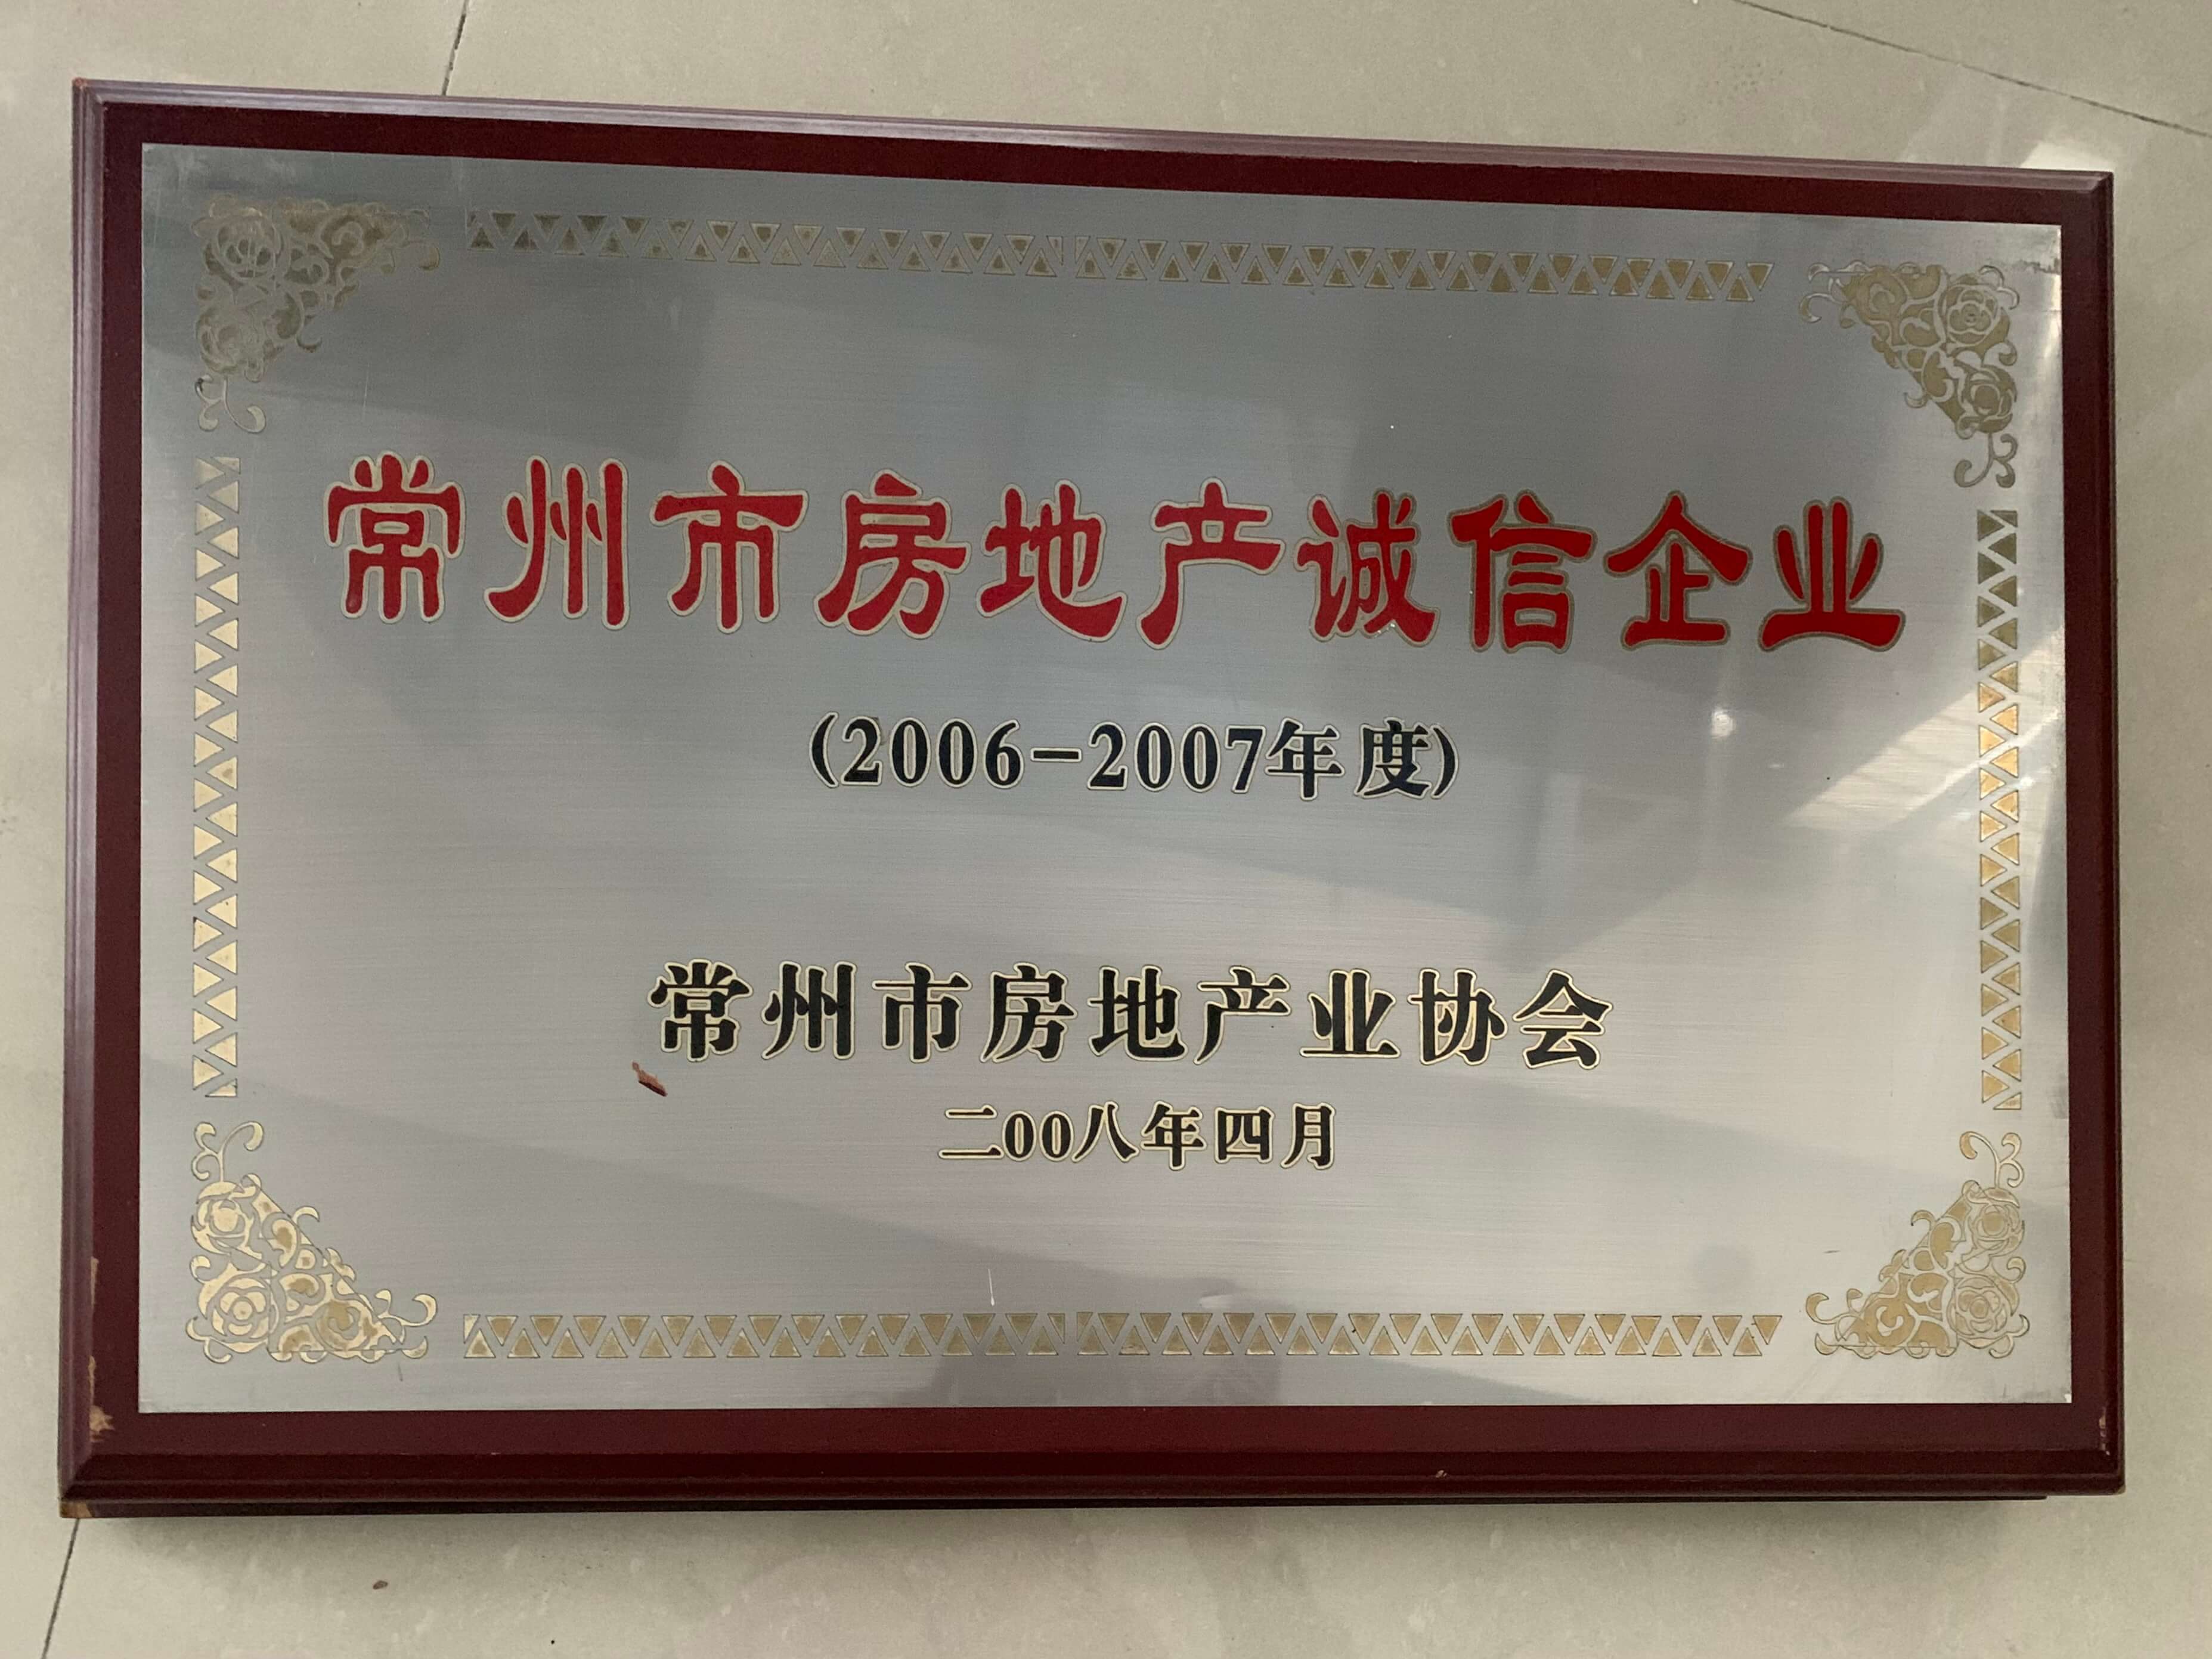 常州市房地产诚信企业
(2006-2007年度)
常州市房地产业协会
二00八年四月